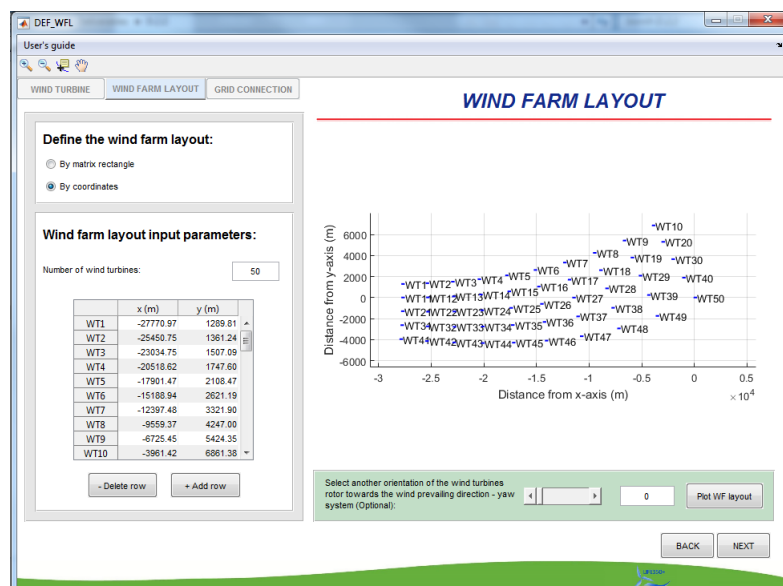 DEF_WFL
User's guide
WIND TURBINE WIND FARM LAYOUT GRID CONNECTION
WIND FARM LAYOUT
Define the wind farm layout:
By matrix rectangle
By coordinates
Wind farm layout input parameters:
Number of wind turbines: 50
x (m) y (m)
WT1 -27770.97 1289.81
WT2 -25450.75 1361.24
WT3 -23034.75 1507.09
WT4 -20518.62 1747.60
WT5 -17901.47 2108.47
WT6 -15188.94 2621.19
WT7 -12397.48 3321.90
WT8 -9559.37 4247.00
WT9 -6725.45 5424.35
WT10 -3961.42 6861.38
- Delete row + Add row
Distance from y-axis (m)
6000
4000
2000
0
-2000
-4000
-6000
WT10
WT9 WT20
WT8 WT19 WT30
WT7 WT18 WT29 WT40
WT1 WT2 WT3 WT4 WT5 WT6 WT17 WT28 WT39 WT50
WT11 WT12 WT13 WT14 WT15 WT16 WT27 WT38 WT49
WT21 WT22 WT23 WT24 WT25 WT26 WT37 WT48
WT31 WT32 WT33 WT34 WT35 WT36 WT47
WT41 WT42 WT43 WT44 WT45 WT46
-3 -2.5 -2 -1.5 -1 -0.5 0 0.5
× 10^4
Distance from x-axis (m)
Select another orientation of the wind turbines
rotor towards the wind prevailing direction - yaw
system (Optional):
0
Plot WF layout
BACK NEXT